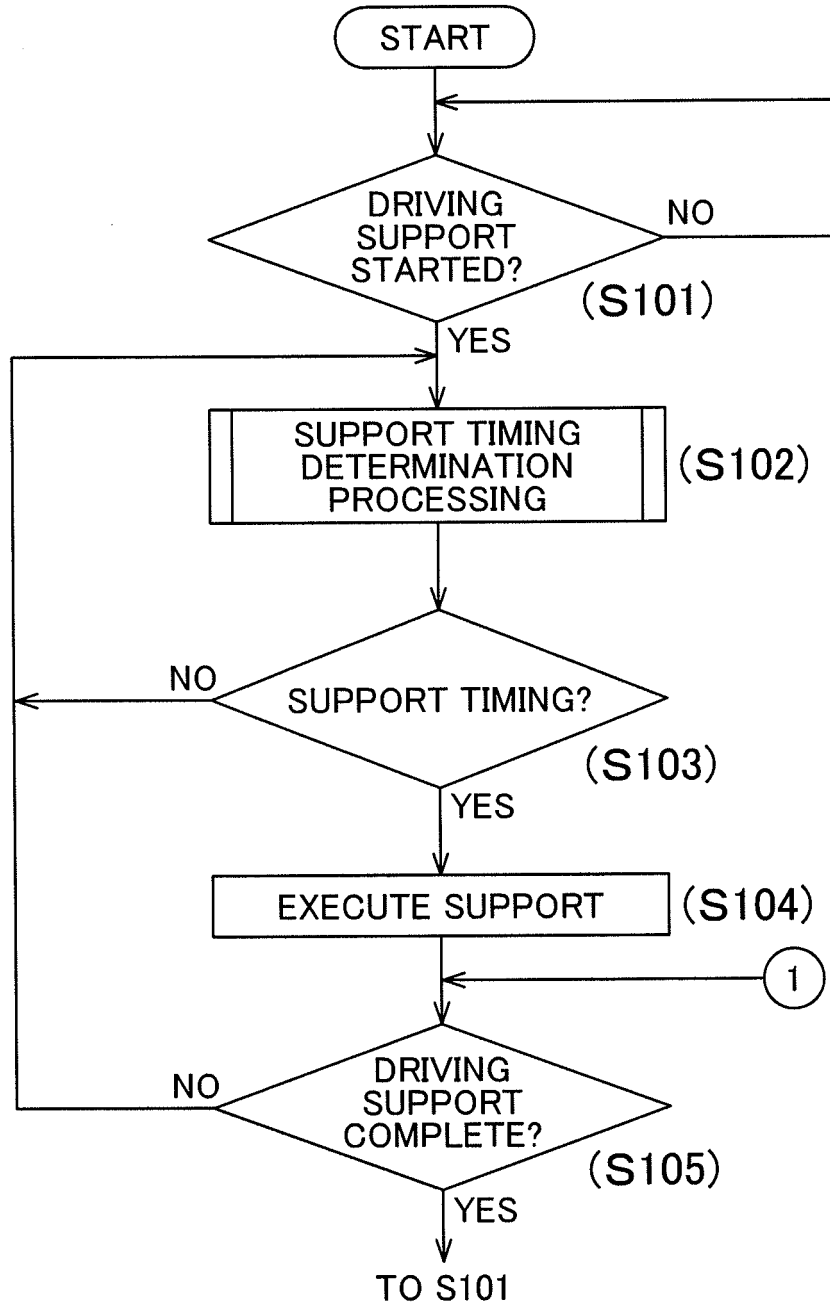 START
DRIVING
SUPPORT
STARTED?
NO
(S101)
YES
SUPPORT TIMING
DETERMINATION
PROCESSING
(S102)
NO
SUPPORT TIMING?
(S103)
YES
EXECUTE SUPPORT
(S104)
1
NO
DRIVING
SUPPORT
COMPLETE?
(S105)
YES
TO S101